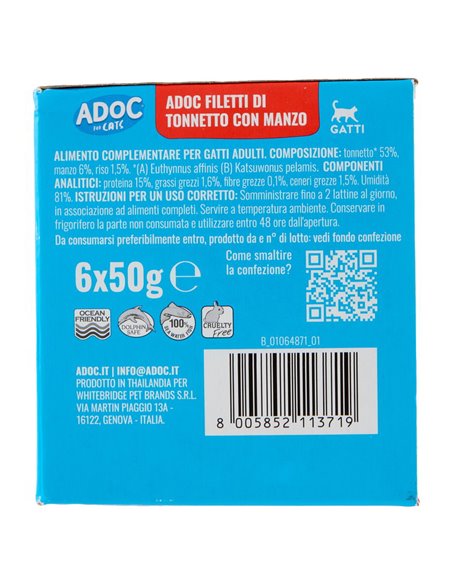 ADOC
FOR CATS
ADOC FILETTI DI
TONNETTO CON MANZO
GATTI
ALIMENTO COMPLEMENTARE PER GATTI ADULTI. COMPOSIZIONE: tonnetto* 53%,
manzo 6%, riso 1,5%. *(A) Euthynnus affinis (B) Katsuwonus pelamis. COMPONENTI
ANALITICI: proteina 15%, grassi grezzi 1,6%, fibre grezze 0,1%, ceneri grezze 1,5%. Umidità
81%. ISTRUZIONI PER UN USO CORRETTO: Somministrare fino a 2 lattine al giorno,
in associazione ad alimenti completi. Servire a temperatura ambiente. Conservare in
frigorifero la parte non consumata e utilizzare entro 48 ore dall'apertura.
Da consumarsi preferibilmente entro, prodotto da e n° di lotto: vedi fondo confezione
6x50g ℮
Come smaltire
la confezione?
OCEAN
FRIENDLY
DOLPHIN
SAFE
100%
CRUELTY
Free
B_01064871_01
ADOC.IT | INFO@ADOC.IT
PRODOTTO IN THAILANDIA PER
WHITEBRIDGE PET BRANDS S.R.L.
VIA MARTIN PIAGGIO 13A -
16122, GENOVA - ITALIA.
8 005852 113719